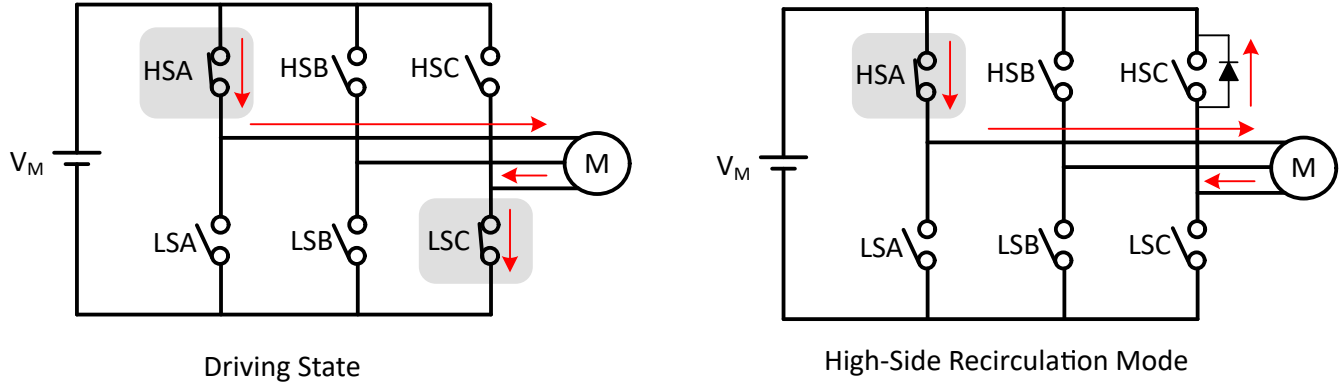 HSA
HSB
HSC
VM
M
LSA
LSB
LSC
Driving State
HSA
HSB
HSC
VM
M
LSA
LSB
LSC
High-Side Recirculation Mode